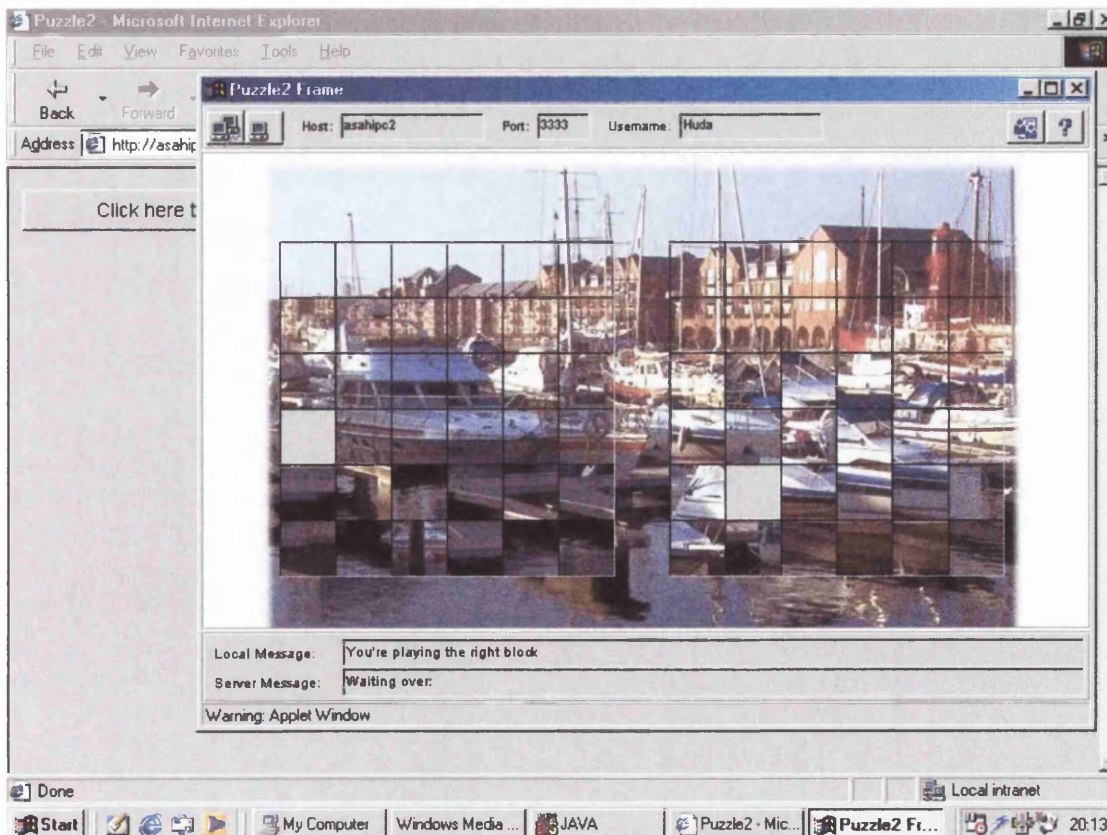 Puzzle2 - Microsoft Internet Explorer
File Edit View Favorites Tools Help
Back Forward
Address http://asahip
Click here t
Puzzle2 Frame
Host: asahipc2 Port: 3333 Username: Huda
Local Message: You're playing the right block
Server Message: Waiting over:
Warning: Applet Window
Done Local intranet
Start My Computer Windows Media ... JAVA Puzzle2 - Mic... Puzzle2 Fr... 20:13